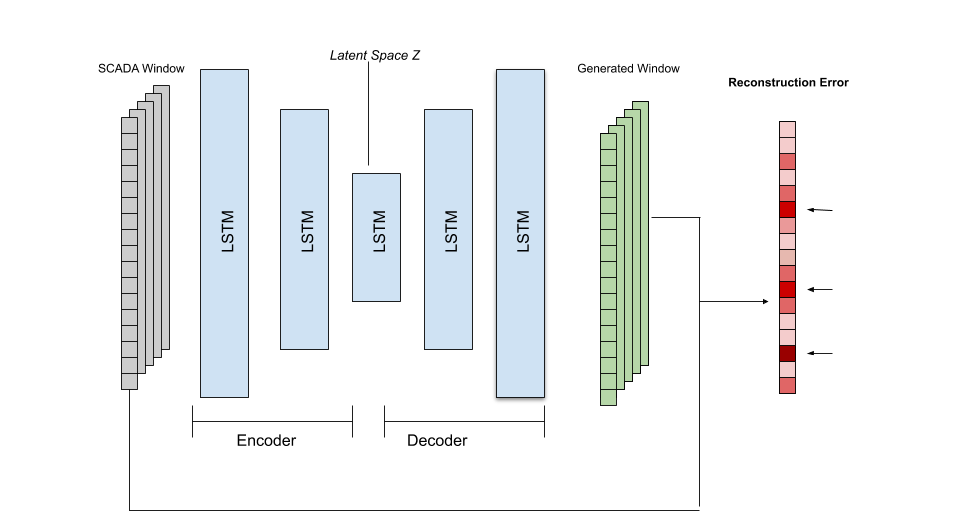 Latent Space Z
SCADA Window
Generated Window
Reconstruction Error
LSTM
LSTM
LSTM
LSTM
LSTM
Encoder
Decoder